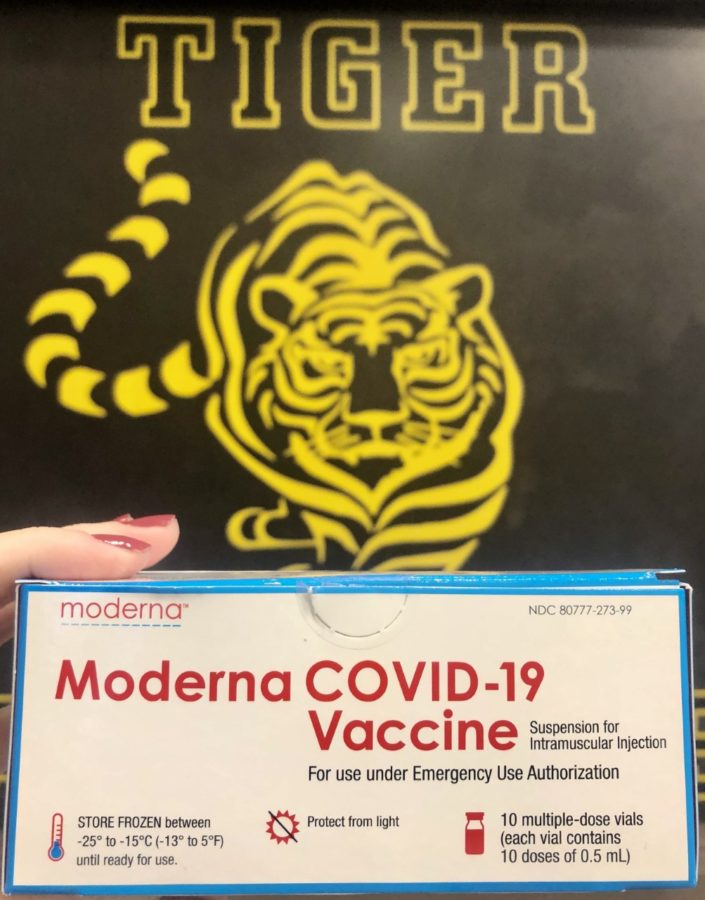 TIGER
moderna™
NDC 80777-273-99
Moderna COVID-19
Vaccine
Suspension for
Intramuscular Injection
For use under Emergency Use Authorization
STORE FROZEN between
-25° to -15°C (-13° to 5°F)
until ready for use.
Protect from light
10 multiple-dose vials
(each vial contains
10 doses of 0.5 mL)